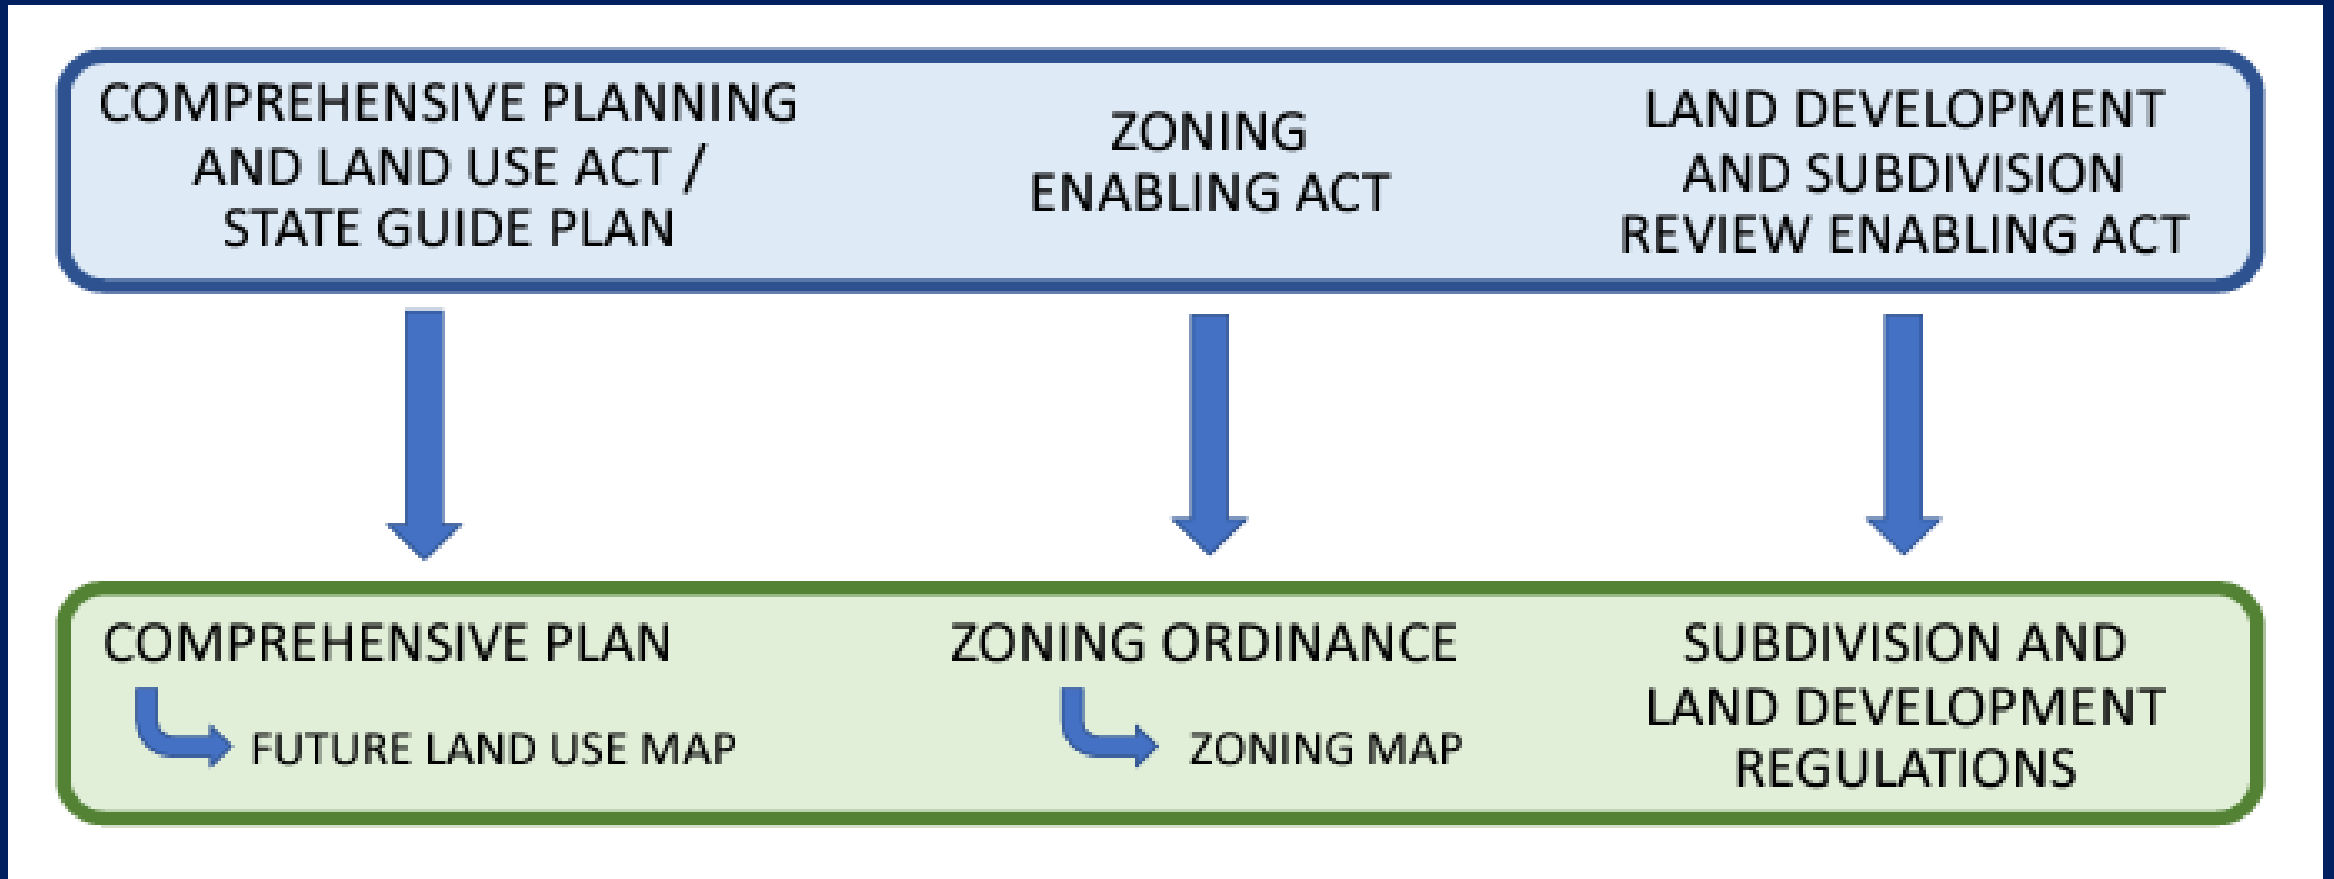 COMPREHENSIVE PLANNING
AND LAND USE ACT /
STATE GUIDE PLAN
ZONING
ENABLING ACT
LAND DEVELOPMENT
AND SUBDIVISION
REVIEW ENABLING ACT
COMPREHENSIVE PLAN
FUTURE LAND USE MAP
ZONING ORDINANCE
ZONING MAP
SUBDIVISION AND
LAND DEVELOPMENT
REGULATIONS